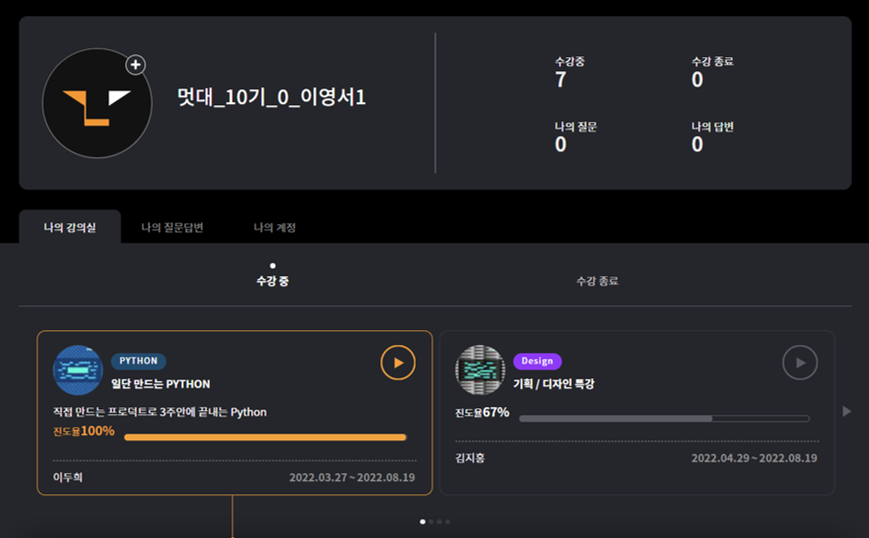 멋대_10기_0_이영서1
수강중
7
수강 종료
0
나의 질문
0
나의 답변
0
나의 강의실
나의 질문답변
나의 계정
수강 중
수강 종료
PYTHON
일단 만드는 PYTHON
직접 만드는 프로덕트로 3주안에 끝내는 Python
진도율100%
이두희
2022.03.27 ~ 2022.08.19
Design
기획 / 디자인 특강
진도율67%
김지홍
2022.04.29 ~ 2022.08.19